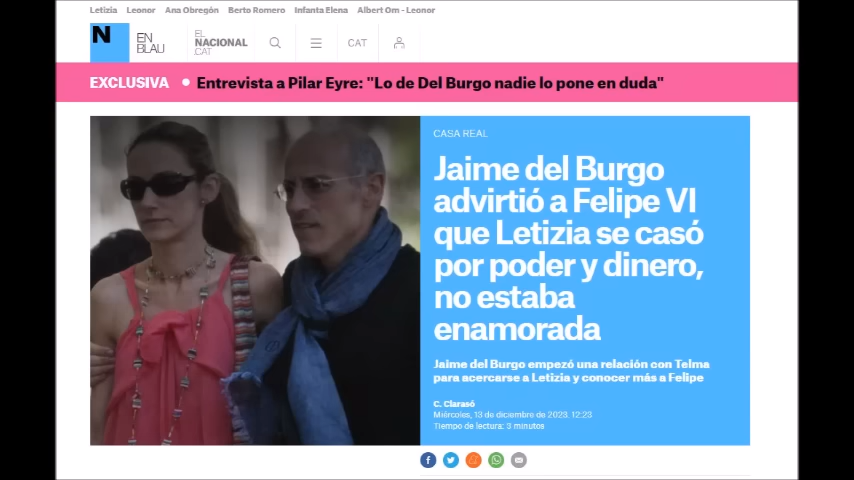 Letizia Leonor Ana Obregón Berto Romero Infanta Elena Albert Om - Leonor
N
EN
BLAU
EL
NACIONAL
.CAT
CAT
EXCLUSIVA • Entrevista a Pilar Eyre: "Lo de Del Burgo nadie lo pone en duda"
CASA REAL
Jaime del Burgo
advirtió a Felipe VI
que Letizia se casó
por poder y dinero,
no estaba
enamorada
Jaime del Burgo empezó una relación con Telma
para acercarse a Letizia y conocer más a Felipe
C. Clarasó
Miércoles, 13 de diciembre de 2023. 12:23
Tiempo de lectura: 3 minutos